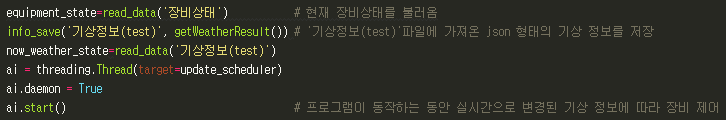 equipment_state=read_data('장비상태') # 현재 장비상태를 불러옴
info_save('기상정보(test)', getWeatherResult()) # '기상정보(test)'파일에 가져온 json 형태의 기상 정보를 저장
now_weather_state=read_data('기상정보(test)')
ai = threading.Thread(target=update_scheduler)
ai.daemon = True
ai.start() # 프로그램이 동작하는 동안 실시간으로 변경된 기상 정보에 따라 장비 제어